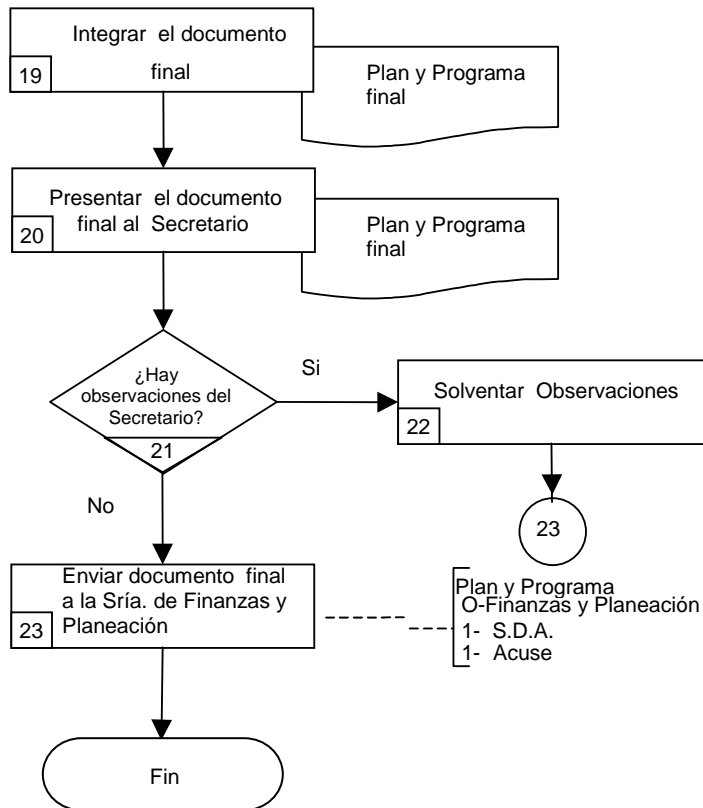 Integrar el documento
final
19
Plan y Programa
final
Presentar el documento
final al Secretario
20
Plan y Programa
final
¿Hay
observaciones del
Secretario?
21
Si
Solventar Observaciones
22
23
No
Enviar documento final
a la Sría. de Finanzas y
Planeación
23
Plan y Programa
O-Finanzas y Planeación
1- S.D.A.
1- Acuse
Fin